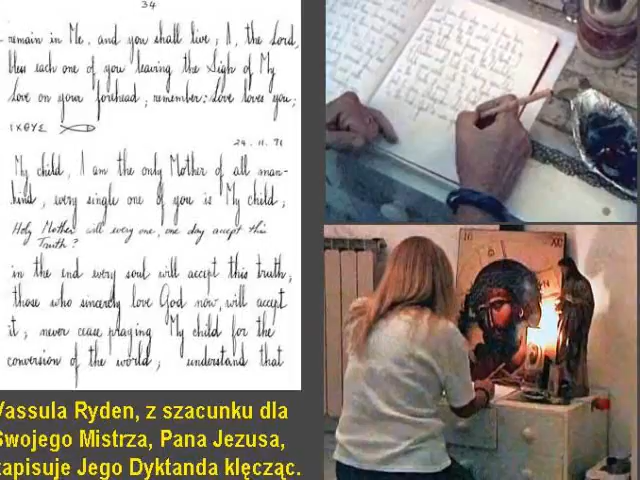 34
remain in Me, and you shall live; I, the Lord,
bless each one of you leaving the Sigh of My
Love on your forehead; remember: Love loves you;
ΙΧΘΥΣ
24.11.91
My child, I am the only Mother of all man-
kind, every single one of you is My child;
Holy Mother will every one, one day accept this
Truth?
in the end every soul will accept this truth;
those who sincerely love God now, will accept
it; never cease praying My child for the
conversion of the world; understand that
Vassula Ryden, z szacunku dla
Swojego Mistrza, Pana Jezusa,
zapisuje Jego Dyktanda klęcząc.